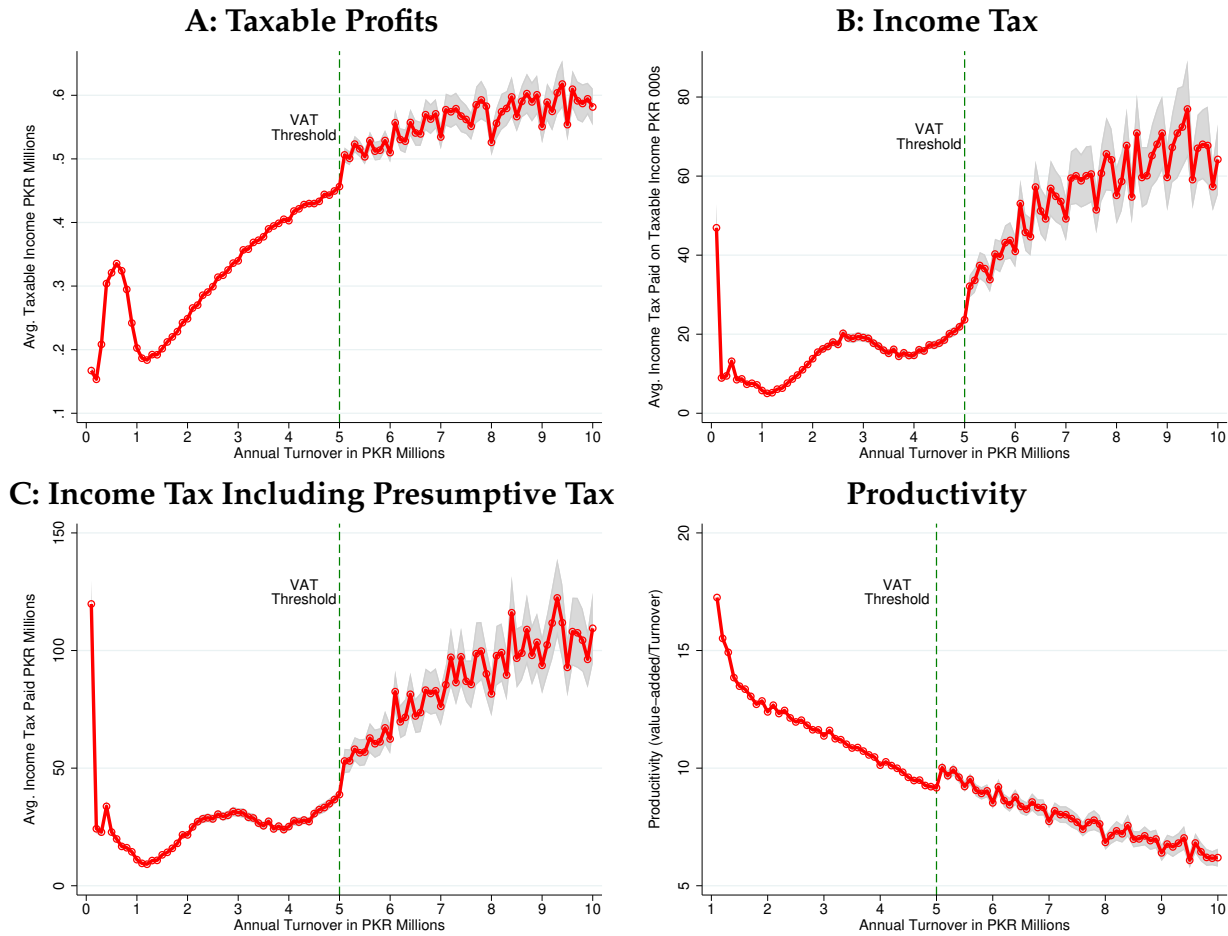 A: Taxable Profits
Avg. Taxable Income PKR Millions
.6
.5
.4
.3
.2
.1
VAT
Threshold
0 1 2 3 4 5 6 7 8 9 10
Annual Turnover in PKR Millions
B: Income Tax
Avg. Income Tax Paid on Taxable Income PKR 000s
80
60
40
20
0
VAT
Threshold
0 1 2 3 4 5 6 7 8 9 10
Annual Turnover in PKR Millions
C: Income Tax Including Presumptive Tax
Avg. Income Tax Paid PKR Millions
150
100
50
0
VAT
Threshold
0 1 2 3 4 5 6 7 8 9 10
Annual Turnover in PKR Millions
Productivity
Producitivity (value−added/Turnover)
20
15
10
5
VAT
Threshold
1 2 3 4 5 6 7 8 9 10
Annual Turnover in PKR Millions